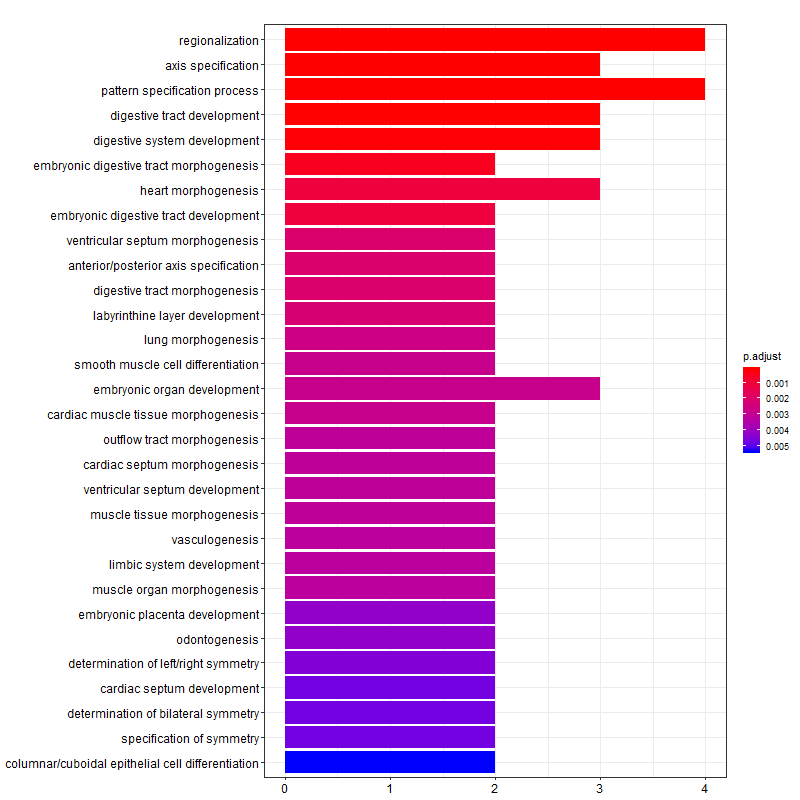 regionalization
axis specification
pattern specification process
digestive tract development
digestive system development
embryonic digestive tract morphogenesis
heart morphogenesis
embryonic digestive tract development
ventricular septum morphogenesis
anterior/posterior axis specification
digestive tract morphogenesis
labyrinthine layer development
lung morphogenesis
smooth muscle cell differentiation
embryonic organ development
cardiac muscle tissue morphogenesis
outflow tract morphogenesis
cardiac septum morphogenesis
ventricular septum development
muscle tissue morphogenesis
vasculogenesis
limbic system development
muscle organ morphogenesis
embryonic placenta development
odontogenesis
determination of left/right symmetry
cardiac septum development
determination of bilateral symmetry
specification of symmetry
columnar/cuboidal epithelial cell differentiation
0 1 2 3 4
p.adjust
0.001
0.002
0.003
0.004
0.005